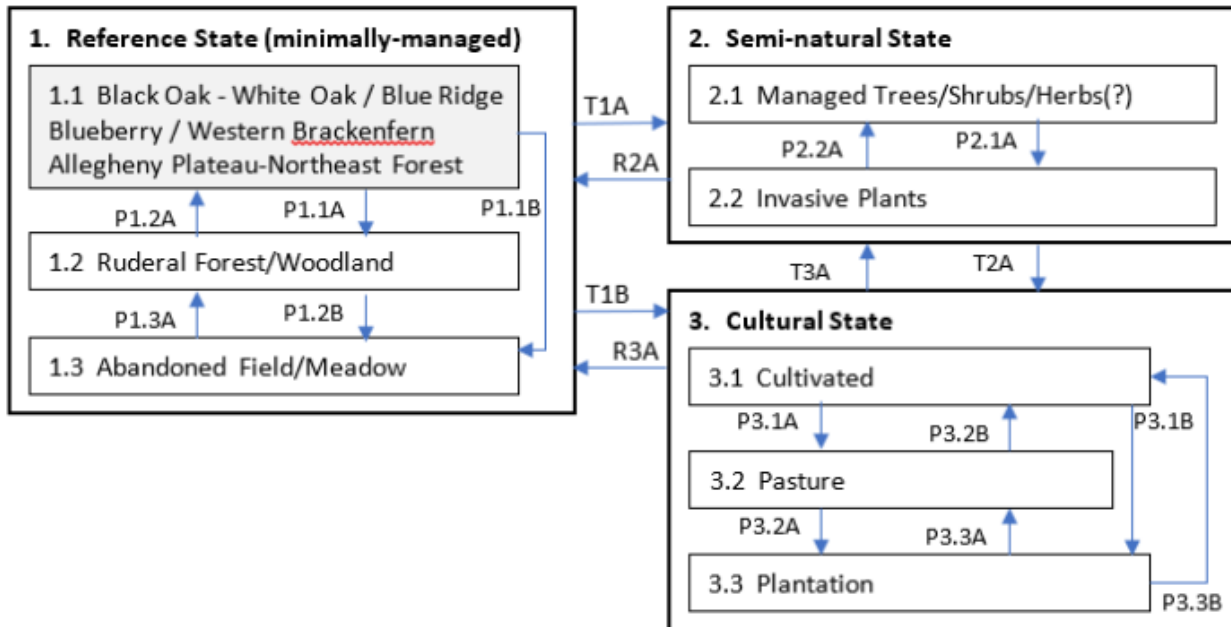 1. Reference State (minimally-managed)
1.1 Black Oak - White Oak / Blue Ridge
Blueberry / Western Brackenfern
Allegheny Plateau-Northeast Forest
P1.2A
P1.1A
P1.1B
1.2 Ruderal Forest/Woodland
P1.3A
P1.2B
1.3 Abandoned Field/Meadow
T1A
R2A
T1B
R3A
2. Semi-natural State
2.1 Managed Trees/Shrubs/Herbs(?)
P2.2A
P2.1A
2.2 Invasive Plants
T3A
T2A
3. Cultural State
3.1 Cultivated
P3.1A
P3.2B
P3.1B
3.2 Pasture
P3.2A
P3.3A
3.3 Plantation
P3.3B